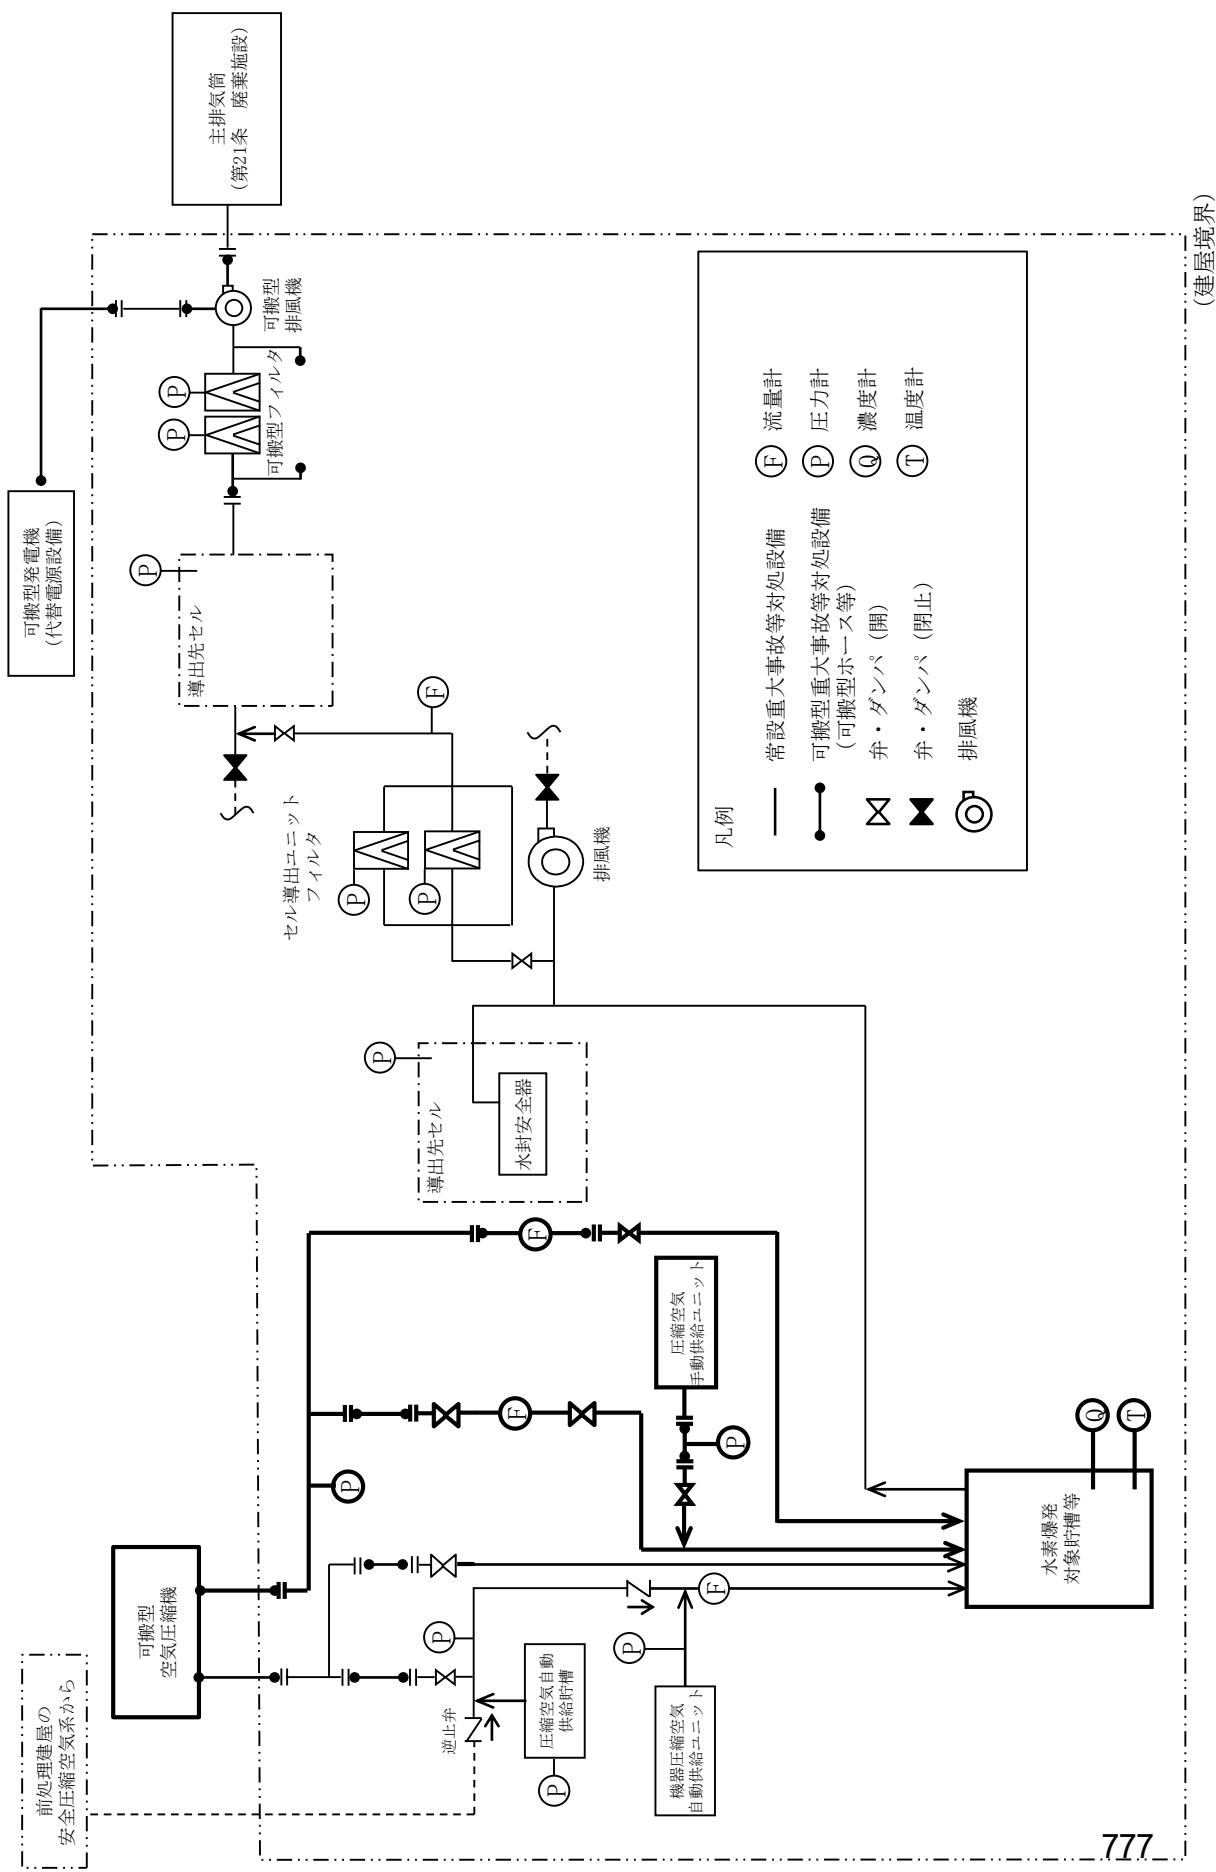 主排気筒
(第21条　廃棄施設)
可搬型発電機
(代替電源設備)
可搬型
排風機
可搬型フィルタ
P
P
P
導出先セル
F
セル導出ユニット
フィルタ
P
P
排風機
P
導出先セル
水封安全器
(建屋境界)
凡例
常設重大事故等対処設備
可搬型重大事故等対処設備
(可搬型ホース等)
弁・ダンパ (開)
弁・ダンパ (閉止)
排風機
F 流量計
P 圧力計
Q 濃度計
T 温度計
F
F
P
圧縮空気
手動供給ユニット
P
Q
T
水素爆発
対象貯槽等
可搬型
空気圧縮機
前処理建屋の
安全圧縮空気系から
P
逆止弁
圧縮空気自動
供給貯槽
P
F
P
機器圧縮空気
自動供給ユニット
777